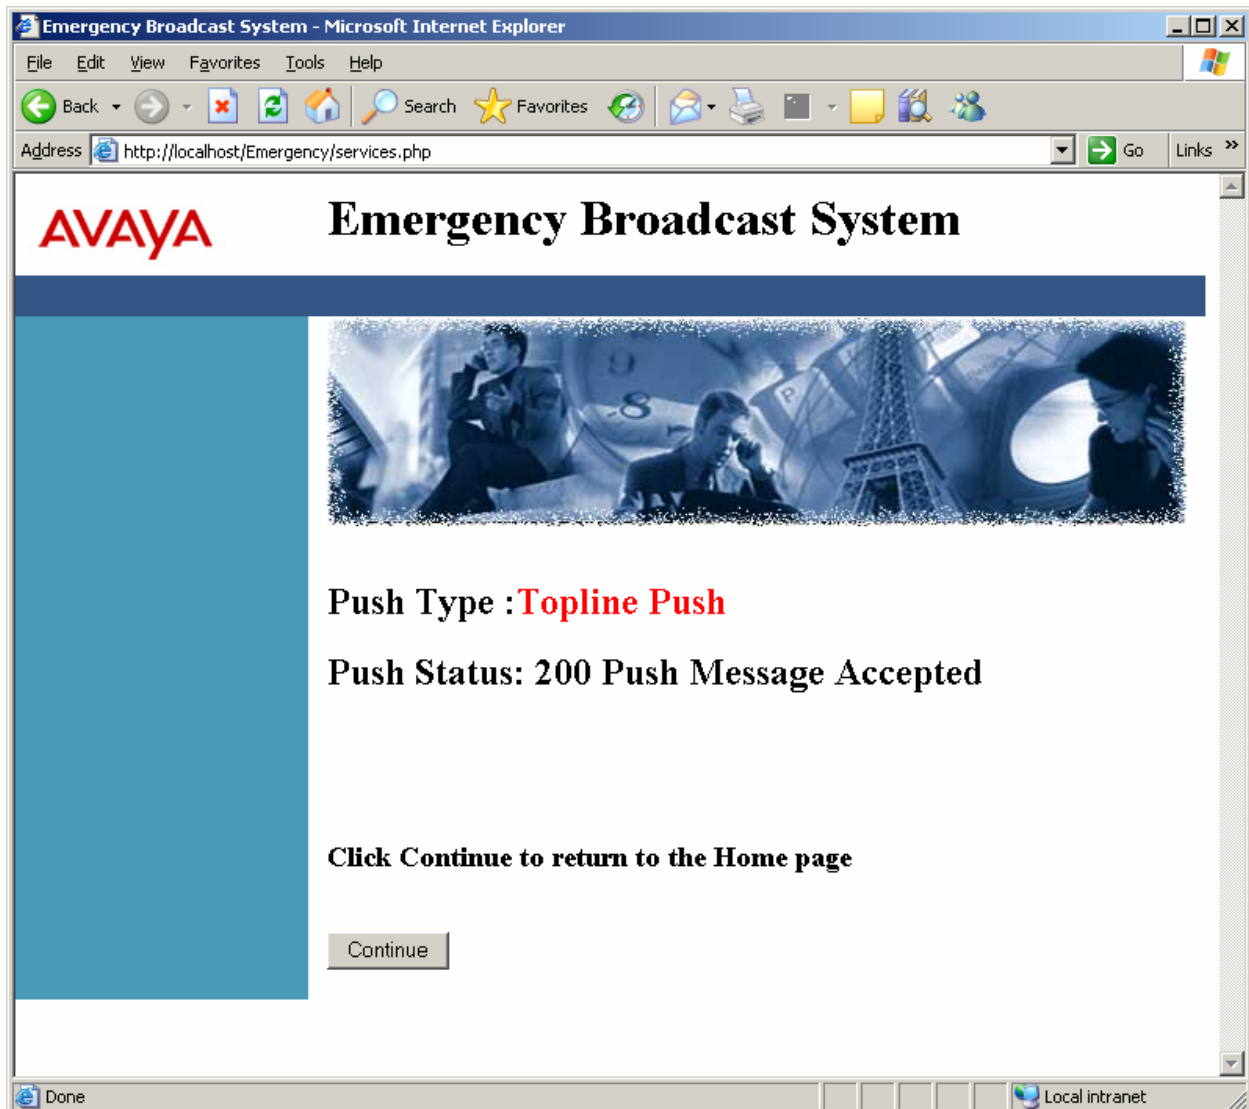 Emergency Broadcast System - Microsoft Internet Explorer
File Edit View Favorites Tools Help
Back Search Favorites
Address http://localhost/Emergency/services.php Go Links »
AVAYA
Emergency Broadcast System
9
8
P
Push Type :Topline Push
Push Status: 200 Push Message Accepted
Click Continue to return to the Home page
Continue
Done Local intranet